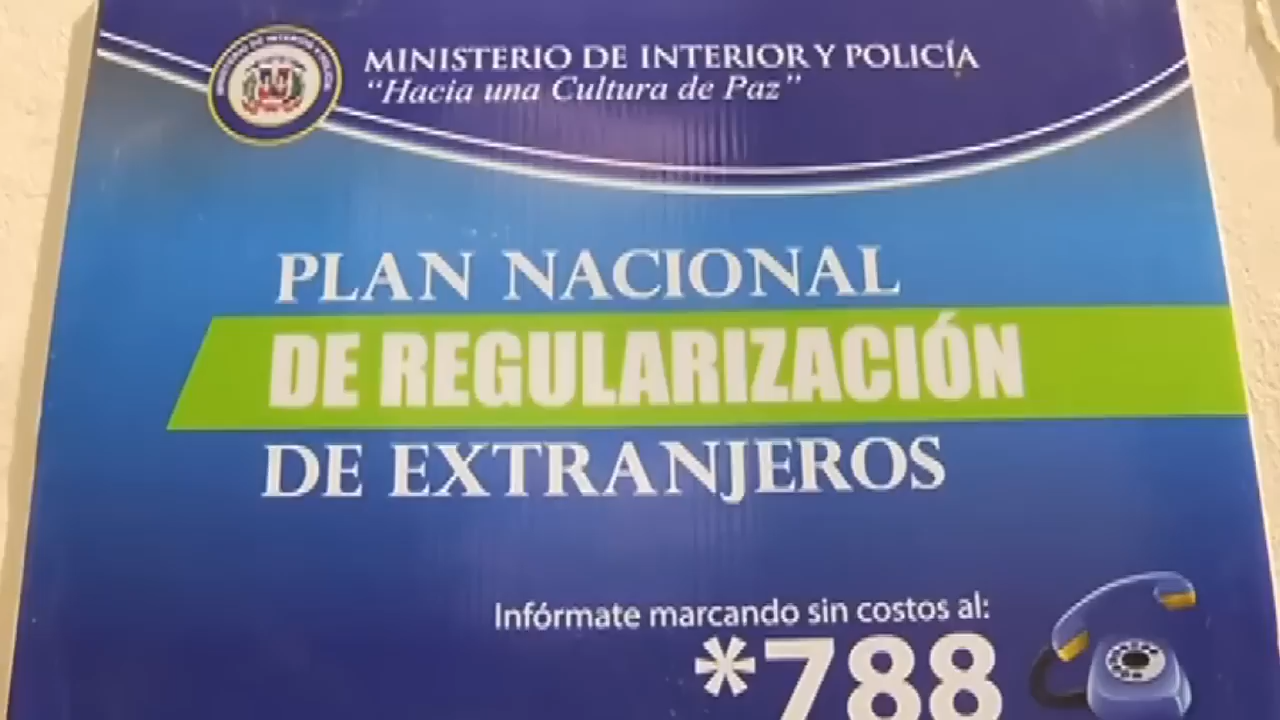 MINISTERIO DE INTERIOR Y POLICÍA
"Hacia una Cultura de Paz"
PLAN NACIONAL
DE REGULARIZACIÓN
DE EXTRANJEROS
Infórmate marcando sin costos al:
*788